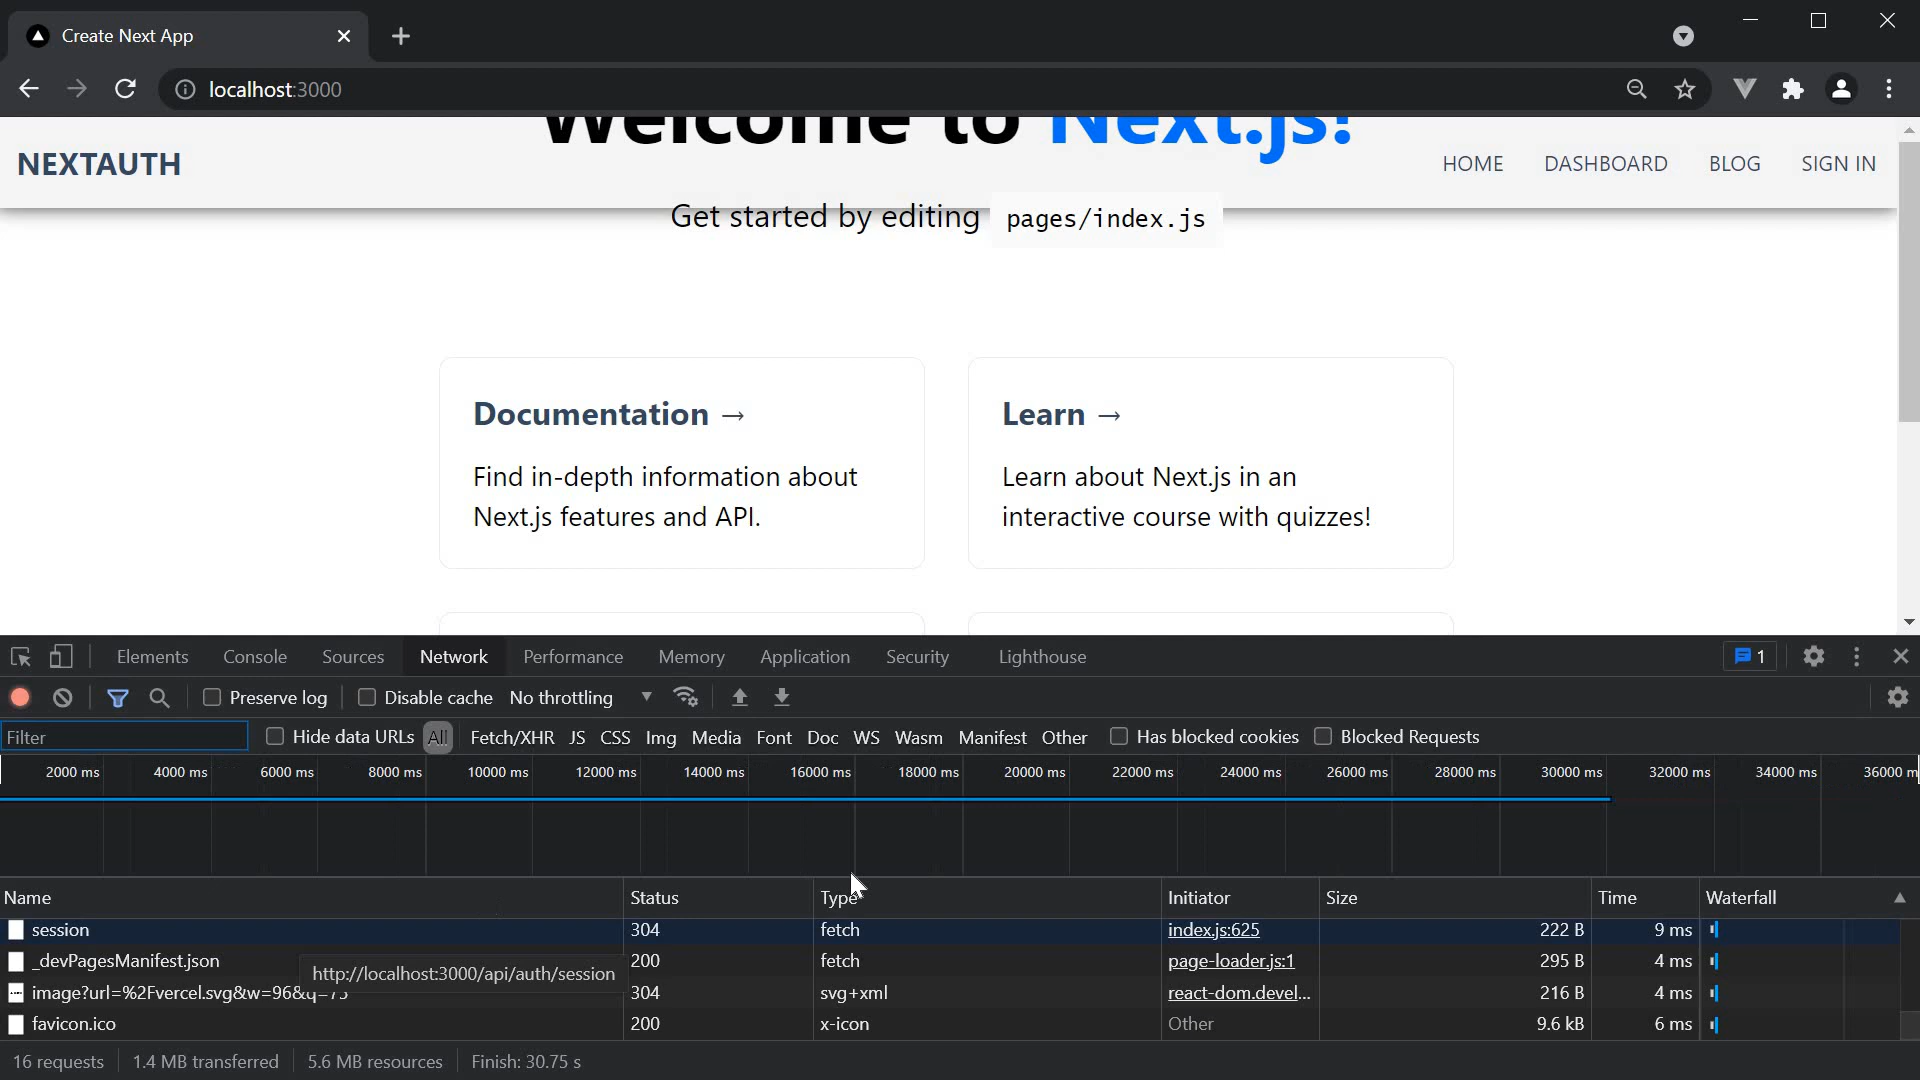 Create Next App
localhost:3000
Welcome to Next.js!
NEXTAUTH
HOME DASHBOARD BLOG SIGN IN
Get started by editing pages/index.js
Documentation →
Find in-depth information about
Next.js features and API.
Learn →
Learn about Next.js in an
interactive course with quizzes!
Elements Console Sources Network Performance Memory Application Security Lighthouse 1
Preserve log Disable cache No throttling
Filter Hide data URLs All Fetch/XHR JS CSS Img Media Font Doc WS Wasm Manifest Other Has blocked cookies Blocked Requests
2000 ms 4000 ms 6000 ms 8000 ms 10000 ms 12000 ms 14000 ms 16000 ms 18000 ms 20000 ms 22000 ms 24000 ms 26000 ms 28000 ms 30000 ms 32000 ms 34000 ms 36000 m
Name Status Type Initiator Size Time Waterfall
session 304 fetch index.js:625 222 B 9 ms
_devPagesManifest.json 200 fetch page-loader.js:1 295 B 4 ms
http://localhost:3000/api/auth/session
image?url=%2Fvercel.svg&w=96&q=75 304 svg+xml react-dom.devel... 216 B 4 ms
favicon.ico 200 x-icon Other 9.6 kB 6 ms
16 requests 1.4 MB transferred 5.6 MB resources Finish: 30.75 s